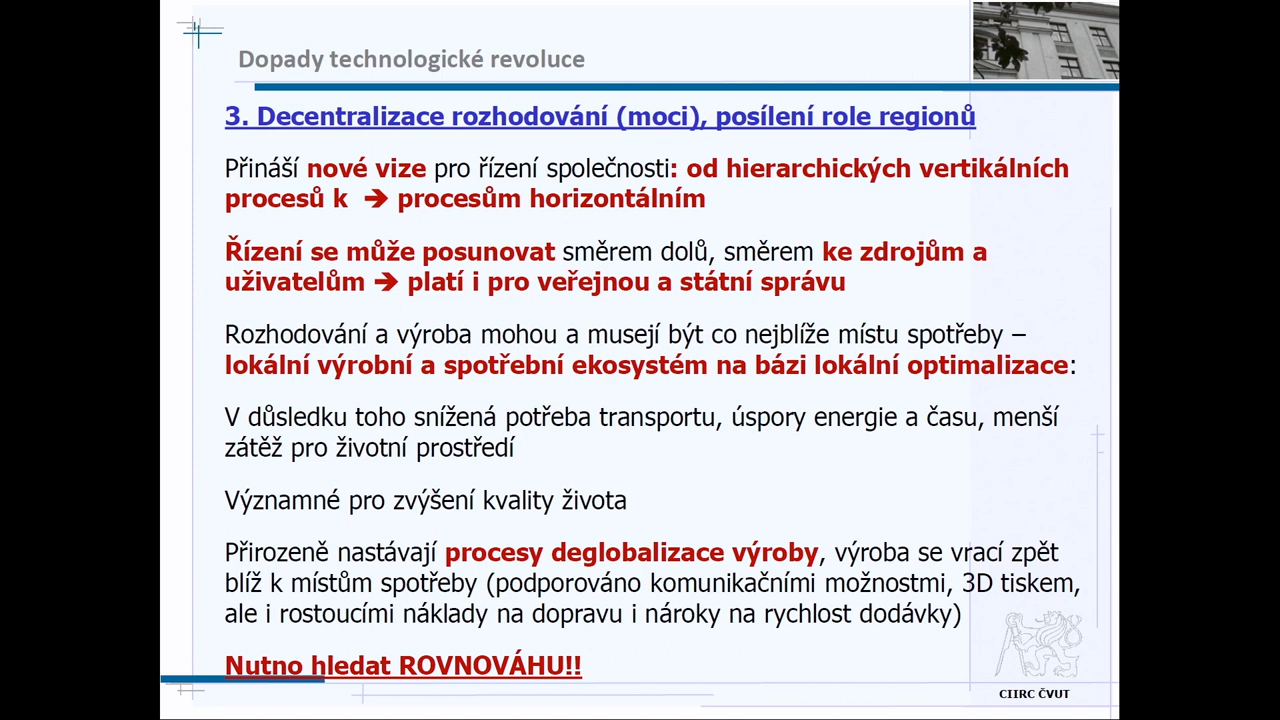 Dopady technologické revoluce
3. Decentralizace rozhodování (moci), posílení role regionů
Přináší nové vize pro řízení společnosti: od hierarchických vertikálních
procesů k ➔ procesům horizontálním
Řízení se může posunovat směrem dolů, směrem ke zdrojům a
uživatelům ➔ platí i pro veřejnou a státní správu
Rozhodování a výroba mohou a musejí být co nejblíže místu spotřeby –
lokální výrobní a spotřební ekosystém na bázi lokální optimalizace:
V důsledku toho snížená potřeba transportu, úspory energie a času, menší
zátěž pro životní prostředí
Významné pro zvýšení kvality života
Přirozeně nastávají procesy deglobalizace výroby, výroba se vrací zpět
blíž k místům spotřeby (podporováno komunikačními možnostmi, 3D tiskem,
ale i rostoucími náklady na dopravu i nároky na rychlost dodávky)
Nutno hledat ROVNOVÁHU!!
CIIRC ČVUT